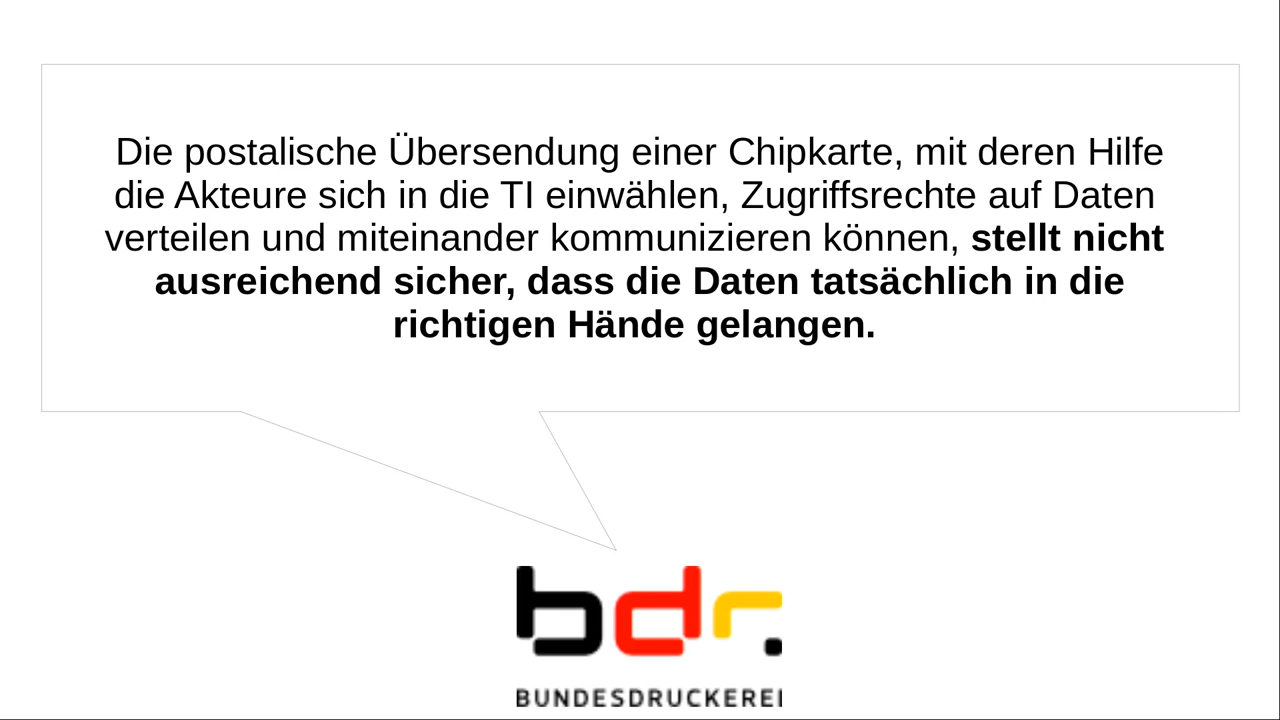 Die postalische Übersendung einer Chipkarte, mit deren Hilfe
die Akteure sich in die TI einwählen, Zugriffsrechte auf Daten
verteilen und miteinander kommunizieren können, stellt nicht
ausreichend sicher, dass die Daten tatsächlich in die
richtigen Hände gelangen.
bdr.
BUNDESDRUCKEREI